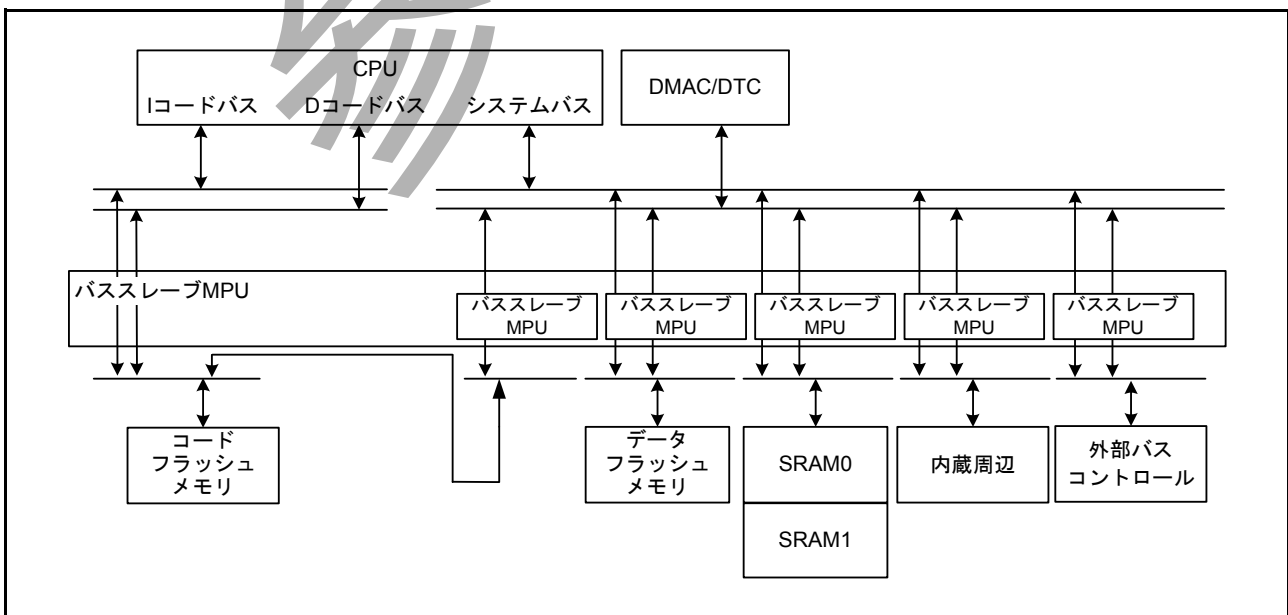 CPU
Iコードバス Dコードバス システムバス
DMAC/DTC
バススレーブMPU
バススレーブ
MPU
バススレーブ
MPU
バススレーブ
MPU
バススレーブ
MPU
バススレーブ
MPU
コード
フラッシュ
メモリ
データ
フラッシュ
メモリ
SRAM0
SRAM1
内蔵周辺
外部バス
コントロール